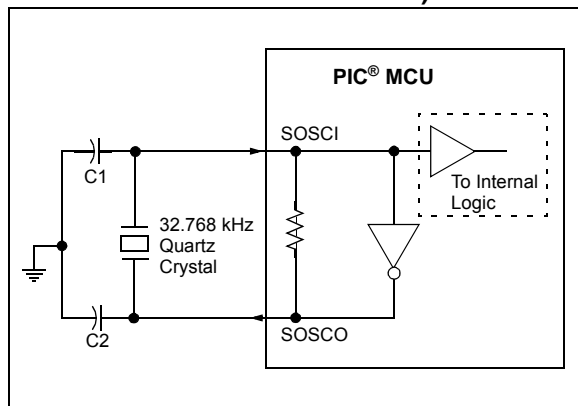 PIC® MCU
SOSCI
C1
To Internal
Logic
32.768 kHz
Quartz
Crystal
SOSCO
C2